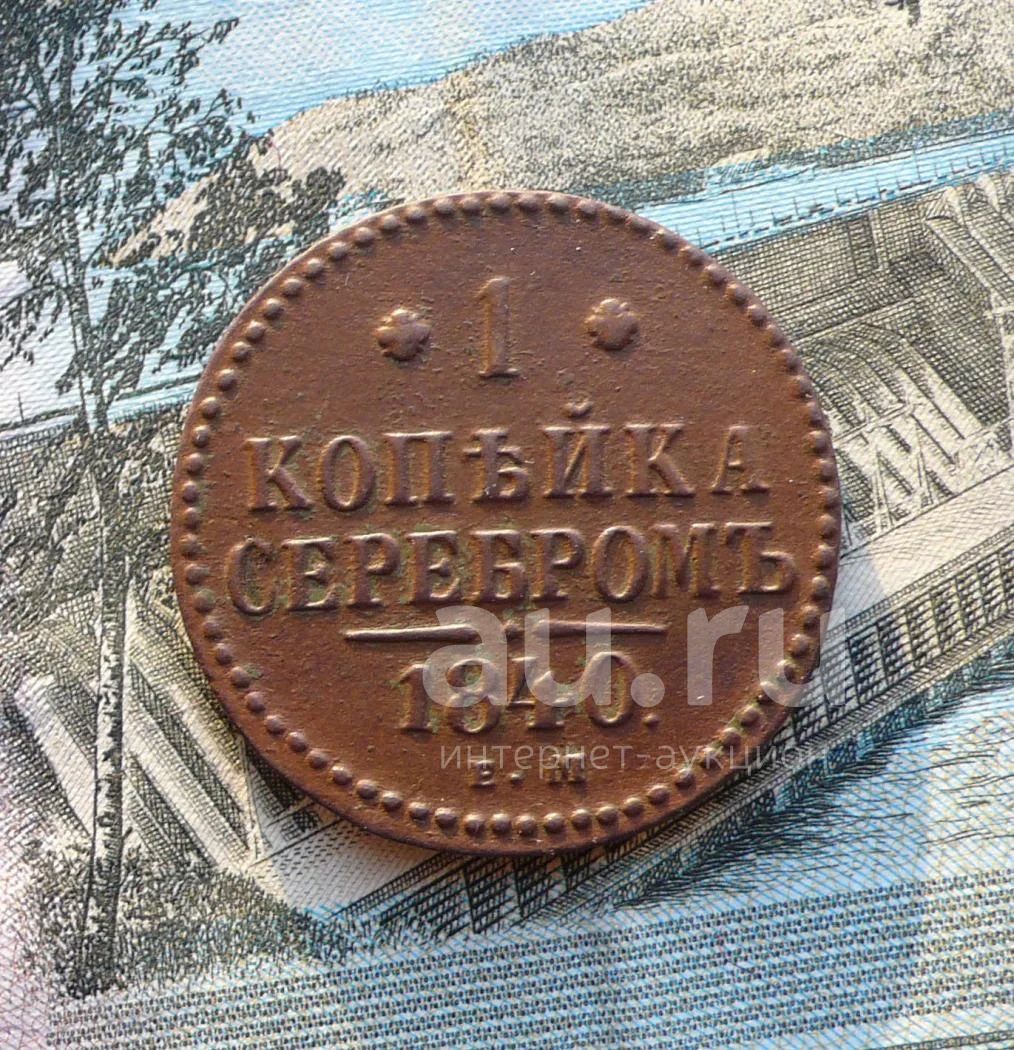 1
КОПѢЙКА
СЕРЕБРОМЪ
1840.
Е. М
au.ru
интернет-аукцион